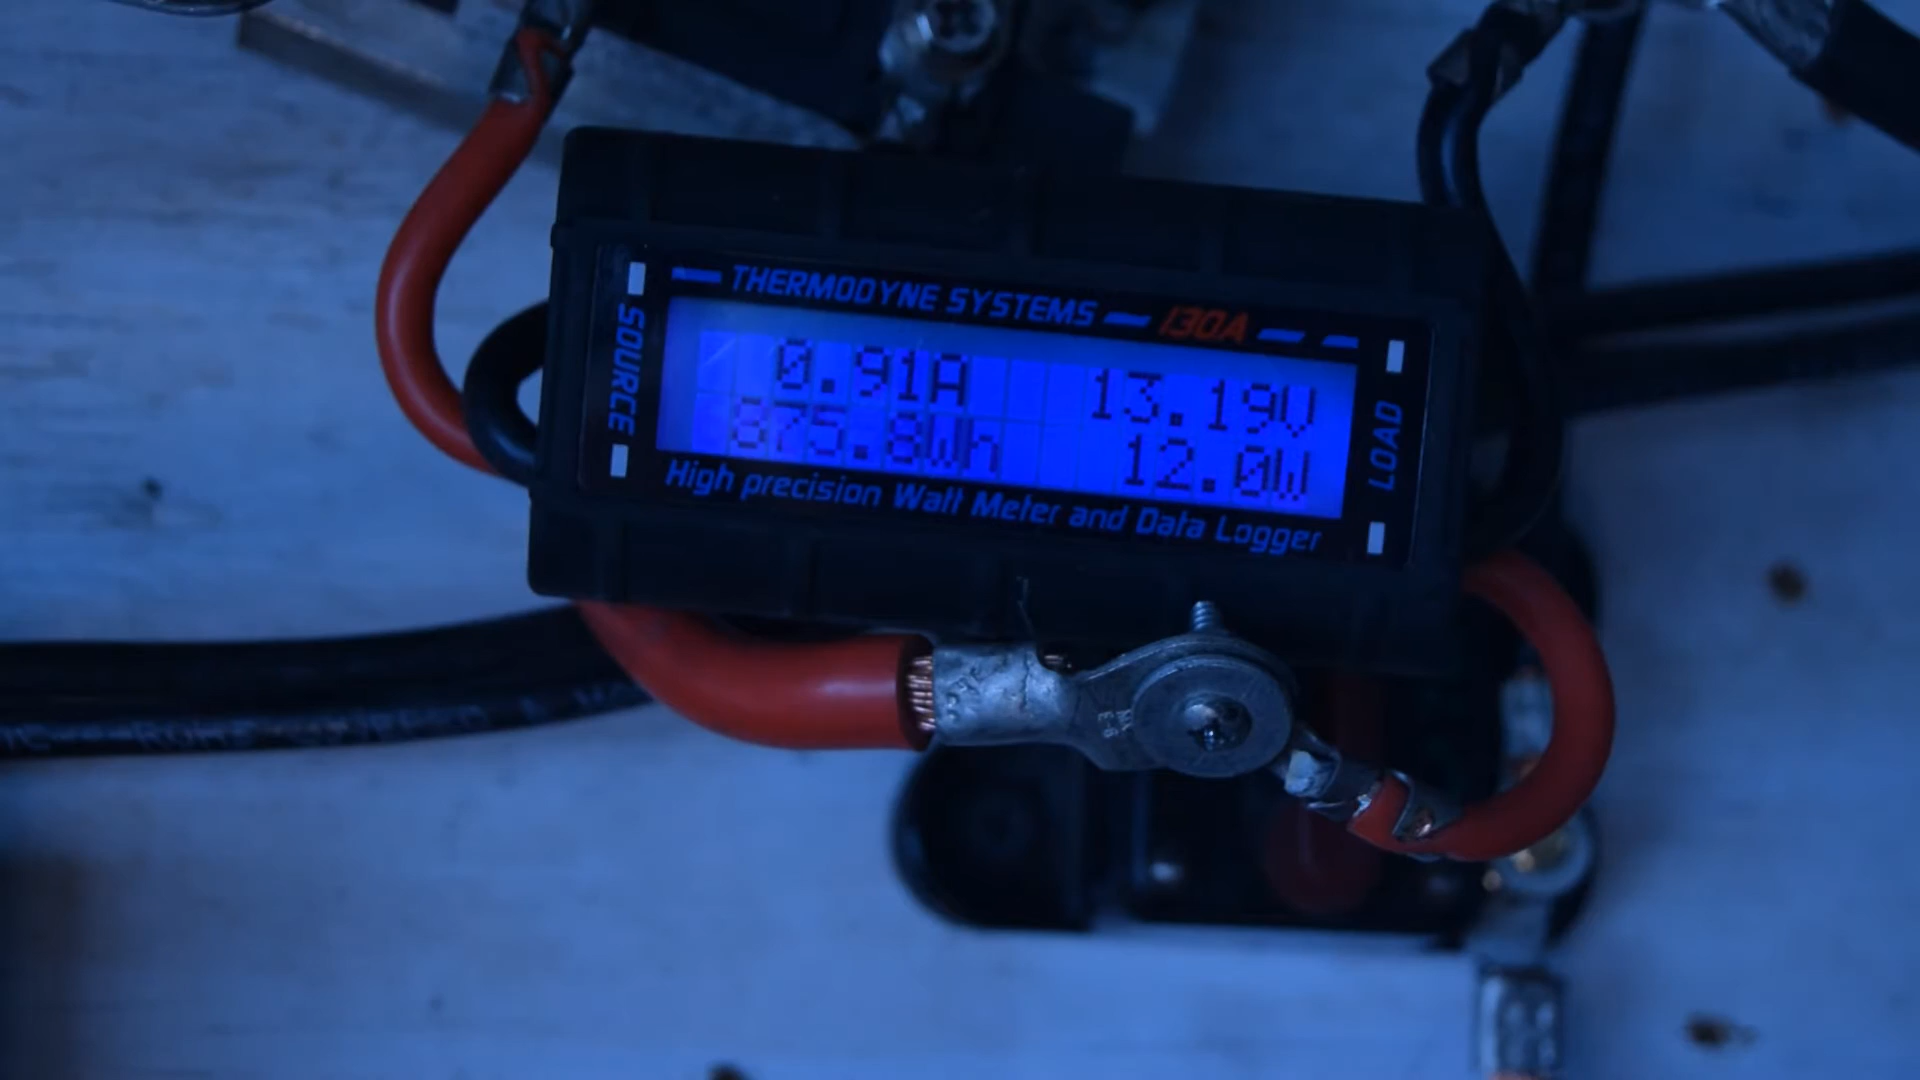 THERMODYNE SYSTEMS 130A
SOURCE
0.91A 13.19V
875.8Wh 12.0W
LOAD
High precision Watt Meter and Data Logger